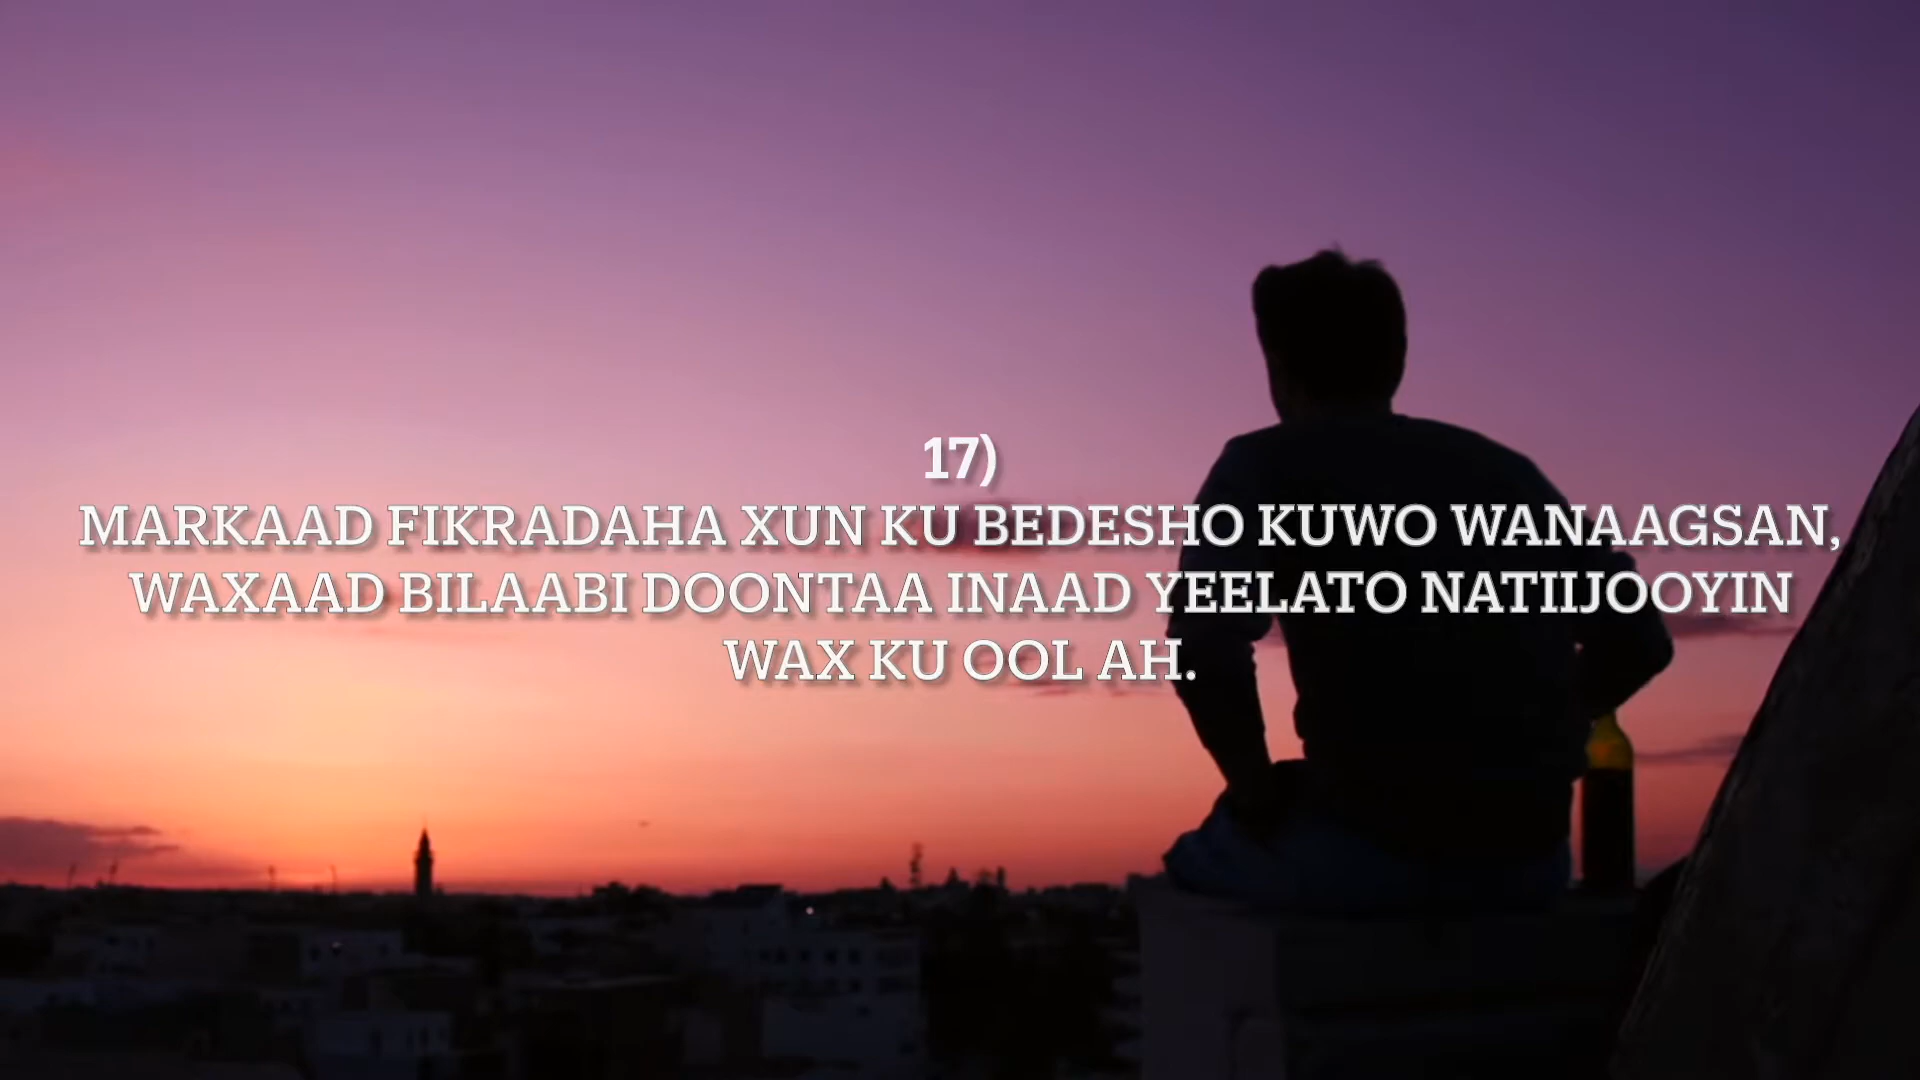 17)
MARKAAD FIKRADAHA XUN KU BEDESHO KUWO WANAAGSAN,
WAXAAD BILAABI DOONTAA INAAD YEELATO NATIIJOOYIN
WAX KU OOL AH.